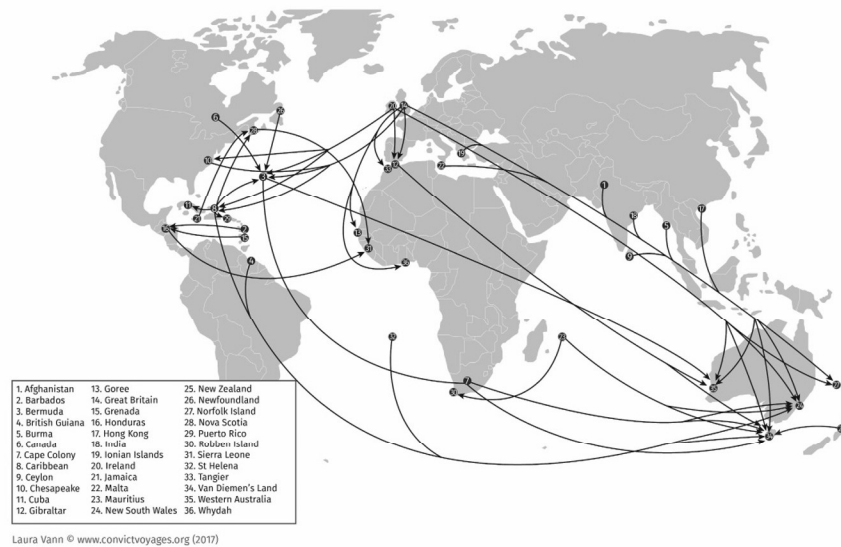 1. Afghanistan
2. Barbados
3. Bermuda
4. British Guiana
5. Burma
6. Canada
7. Cape Colony
8. Caribbean
9. Ceylon
10. Chesapeake
11. Cuba
12. Gibraltar
13. Goree
14. Great Britain
15. Grenada
16. Honduras
17. Hong Kong
18. India
19. Ionian Islands
20. Ireland
21. Jamaica
22. Malta
23. Mauritius
24. New South Wales
25. New Zealand
26. Newfoundland
27. Norfolk Island
28. Nova Scotia
29. Puerto Rico
30. Robben Island
31. Sierra Leone
32. St Helena
33. Tangier
34. Van Diemen's Land
35. Western Australia
36. Whydah
Laura Vann © www.convictvoyages.org (2017)